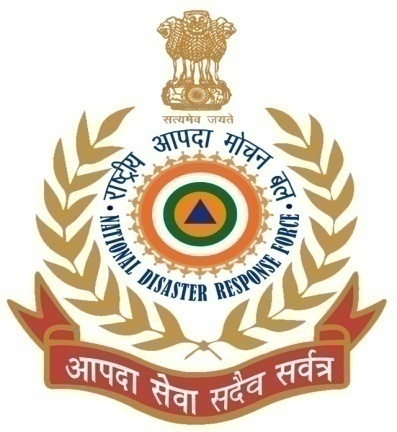 सत्यमेव जयते
राष्ट्रीय आपदा मोचन बल
NATIONAL DISASTER RESPONSE FORCE
आपदा सेवा सदैव सर्वत्र